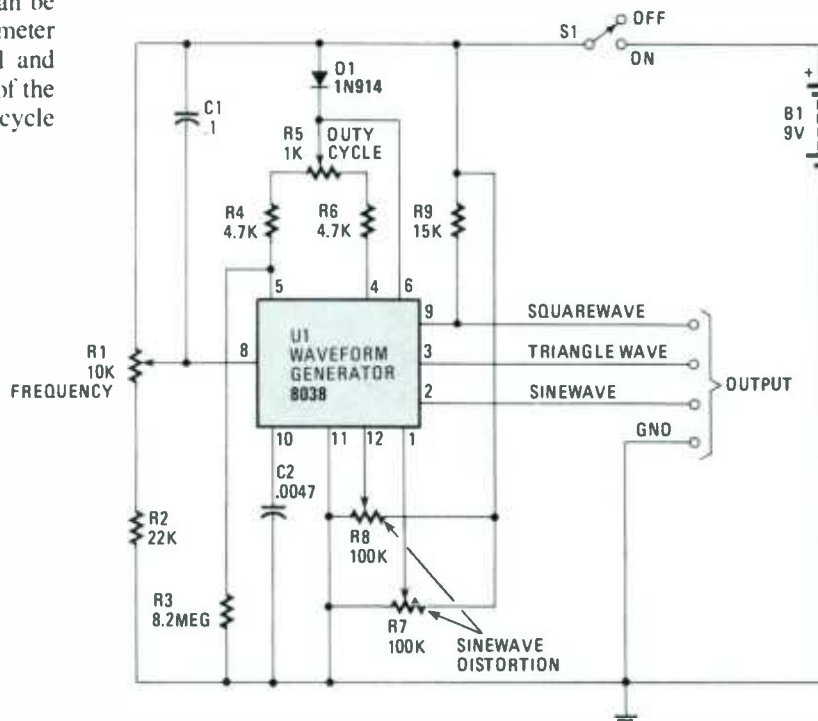 an be
meter
l and
of the
cycle
S1
OFF
ON
+
B1
9V
D1
1N914
C1
.1
R5
1K
DUTY
CYCLE
R4
4.7K
R6
4.7K
R9
15K
5
4
6
R1
10K
FREQUENCY
8
U1
WAVEFORM
GENERATOR
8038
9
SQUAREWAVE
3
TRIANGLE WAVE
2
SINEWAVE
OUTPUT
GND
10
11
12
1
C2
.0047
R2
22K
R8
100K
R3
8.2MEG
R7
100K
SINEWAVE
DISTORTION